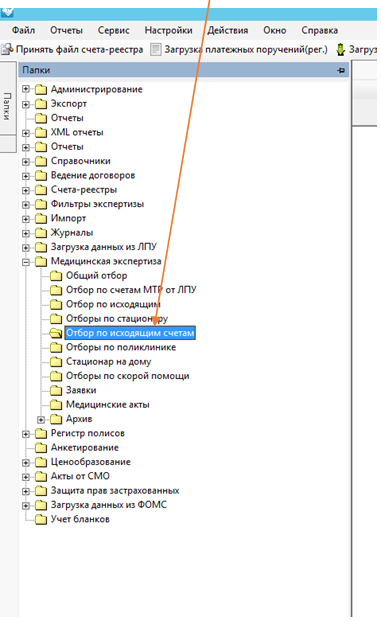 Файл Отчеты Сервис Настройки Действия Окно Справка
Принять файл счета-реестра Загрузка платежных поручений(рег.) Загруз
Папки
Папки
Администрирование
Экспорт
Отчеты
XML отчеты
Отчеты
Справочники
Ведение договоров
Счета-реестры
Фильтры экспертизы
Импорт
Журналы
Загрузка данных из ЛПУ
Медицинская экспертиза
Общий отбор
Отбор по счетам МТР от ЛПУ
Отбор по исходящим
Отборы по стационару
Отбор по исходящим счетам
Отборы по поликлинике
Стационар на дому
Отборы по скорой помощи
Заявки
Медицинские акты
Архив
Регистр полисов
Анкетирование
Ценообразование
Акты от СМО
Защита прав застрахованных
Загрузка данных из ФОМС
Учет бланков